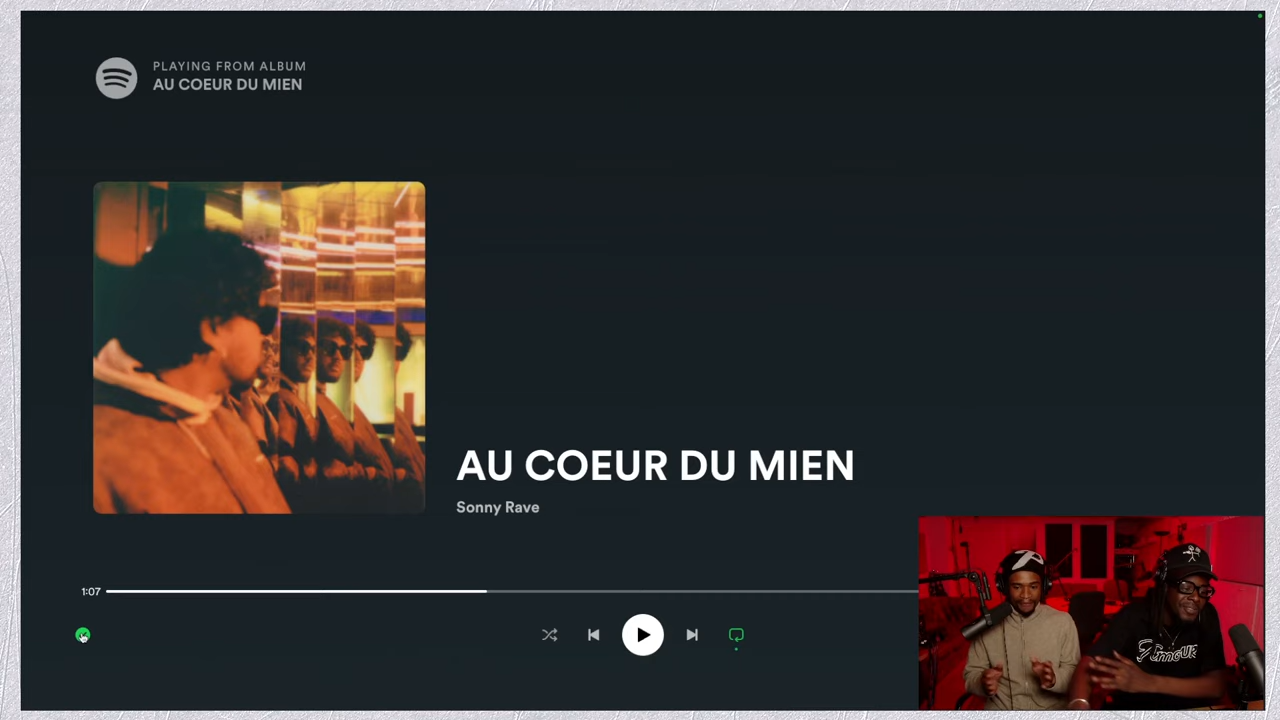 PLAYING FROM ALBUM
AU COEUR DU MIEN
AU COEUR DU MIEN
Sonny Rave
1:07